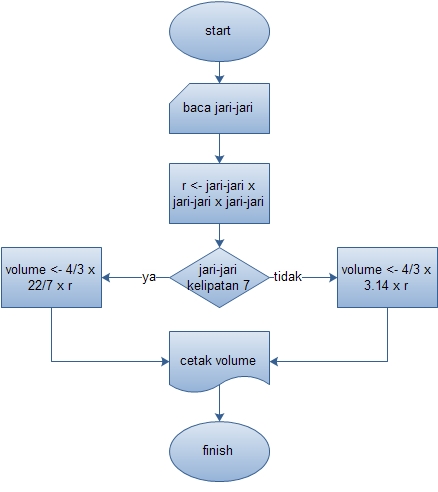 start
baca jari-jari
r <- jari-jari x
jari-jari x jari-jari
jari-jari
kelipatan 7
ya
tidak
volume <- 4/3 x
22/7 x r
volume <- 4/3 x
3.14 x r
cetak volume
finish